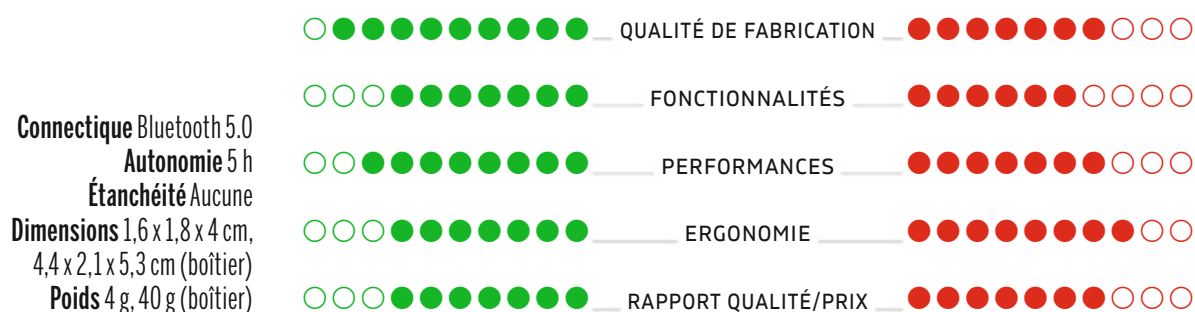 Connectique Bluetooth 5.0
Autonomie 5 h
Étanchéité Aucune
Dimensions 1,6 x 1,8 x 4 cm,
4,4 x 2,1 x 5,3 cm (boîtier)
Poids 4 g, 40 g (boîtier)
QUALITÉ DE FABRICATION
FONCTIONNALITÉS
PERFORMANCES
ERGONOMIE
RAPPORT QUALITÉ/PRIX